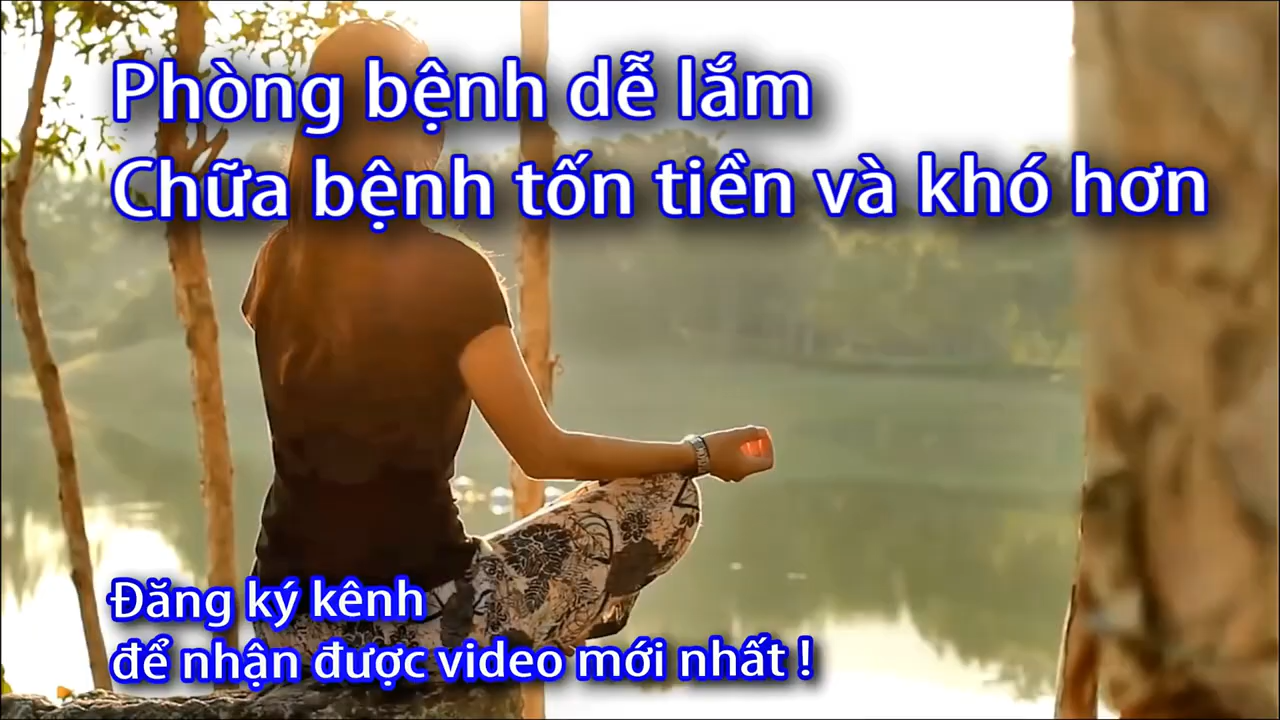 Phòng bệnh dễ lắm
Chữa bệnh tốn tiền và khó hơn
Đăng ký kênh
để nhận được video mới nhất !